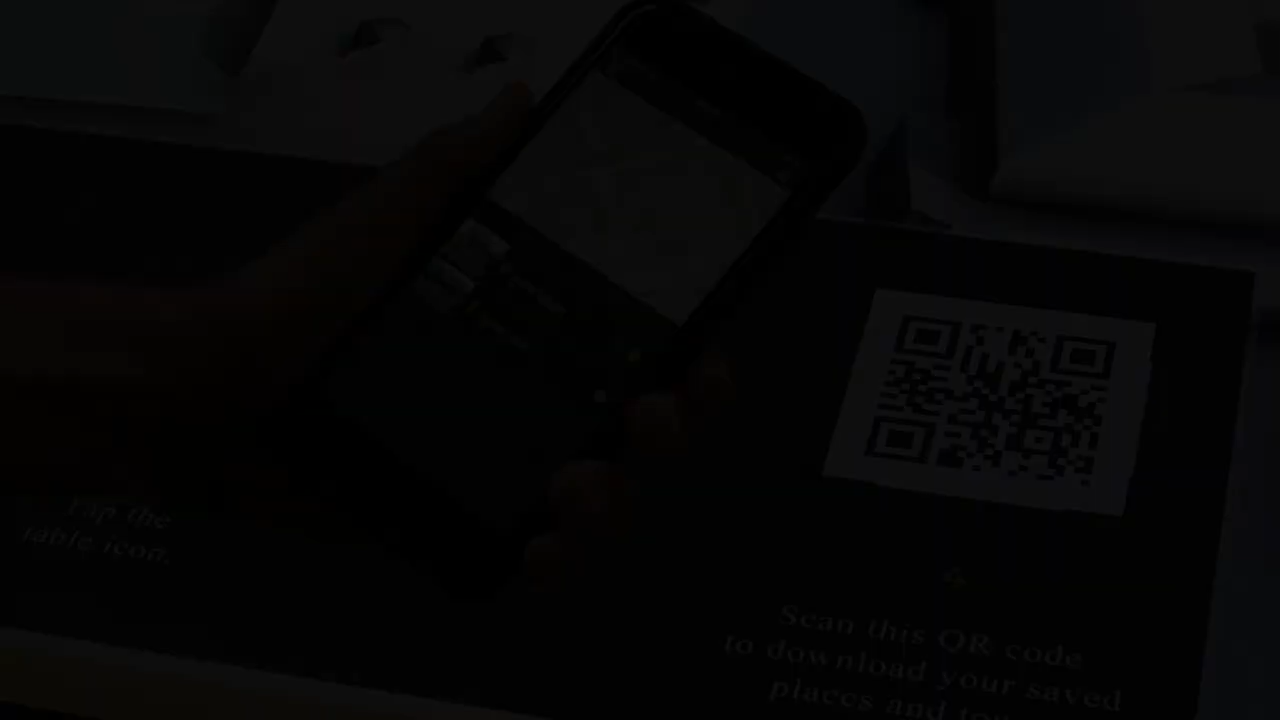 Tap the
table icon.
Scan this QR code
to download your saved
places and